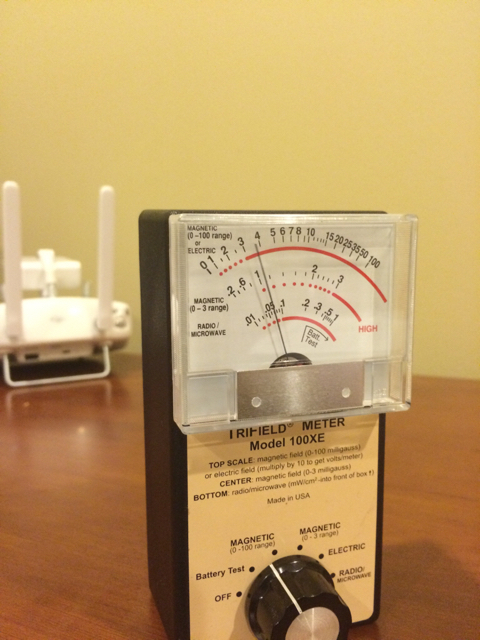 MAGNETIC
(0 –100 range)
or
ELECTRIC
0 1 2 3 4 5 6 7 8 10 15 20 25 35 50 100
MAGNETIC
(0 – 3 range)
.2 .6 1 2 3
RADIO /
MICROWAVE
.01 .05 .1 .2 .3 .5 1
HIGH
Batt.
Test
TRIFIELD® METER
Model 100XE
TOP SCALE: magnetic field (0-100 milligauss)
or electric field (multiply by 10 to get volts/meter)
CENTER: magnetic field (0-3 milligauss)
BOTTOM: radio/microwave (mW/cm²-into front of box↑)
Made in USA
MAGNETIC
(0 -100 range)
MAGNETIC
(0 - 3 range)
Battery Test
ELECTRIC
OFF
RADIO/
MICROWAVE